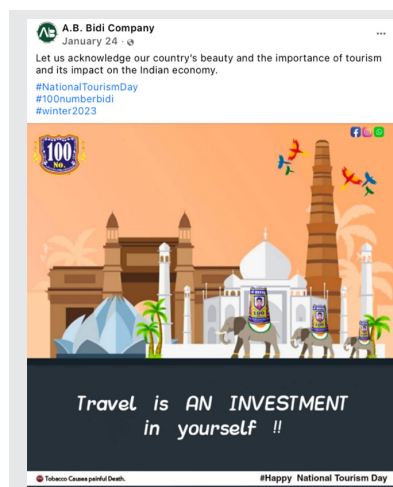 A.B. Bidi Company
January 24 ·
Let us acknowledge our country's beauty and the importance of tourism
and its impact on the Indian economy.
#NationalTourismDay
#100numberbidi
#winter2023
100
No.
Travel is AN INVESTMENT
in yourself !!
Tobacco Causes painful Death.
#Happy National Tourism Day